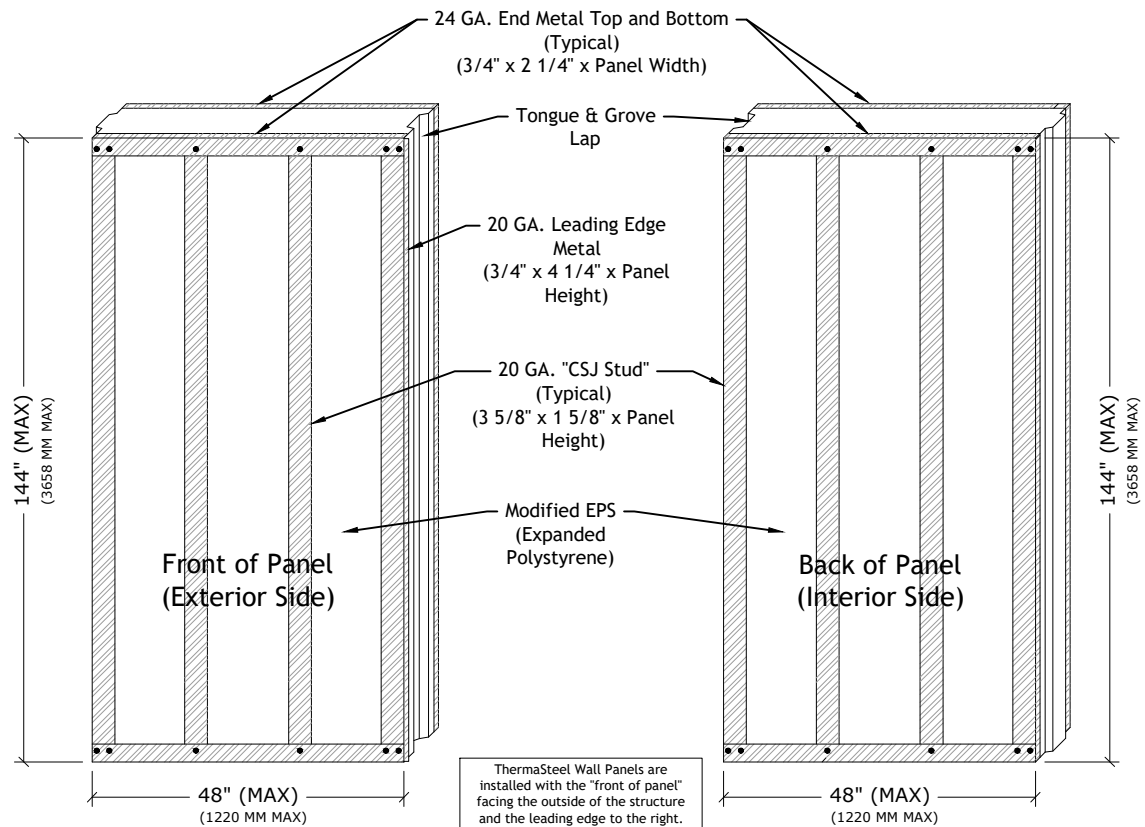 24 GA. End Metal Top and Bottom
(Typical)
(3/4" x 2 1/4" x Panel Width)
Tongue & Grove
Lap
20 GA. Leading Edge
Metal
(3/4" x 4 1/4" x Panel
Height)
20 GA. "CSJ Stud"
(Typical)
(3 5/8" x 1 5/8" x Panel
Height)
Modified EPS
(Expanded
Polystyrene)
144" (MAX)
(3658 MM MAX)
Front of Panel
(Exterior Side)
Back of Panel
(Interior Side)
144" (MAX)
(3658 MM MAX)
48" (MAX)
(1220 MM MAX)
ThermaSteel Wall Panels are
installed with the "front of panel"
facing the outside of the structure
and the leading edge to the right.
48" (MAX)
(1220 MM MAX)